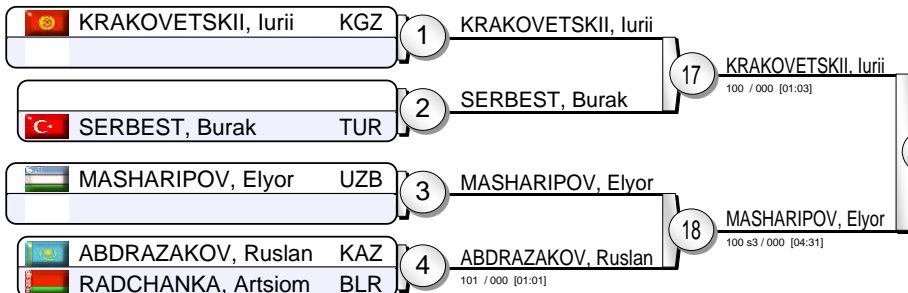 KRAKOVETSKII, Iurii KGZ
1
KRAKOVETSKII, Iurii
17
KRAKOVETSKII, Iurii
100 / 000 [01:03]
2
SERBEST, Burak
SERBEST, Burak TUR
MASHARIPOV, Elyor UZB
3
MASHARIPOV, Elyor
18
MASHARIPOV, Elyor
100 s3 / 000 [04:31]
ABDRAZAKOV, Ruslan KAZ
4
ABDRAZAKOV, Ruslan
101 / 000 [01:01]
RADCHANKA, Artsiom BLR